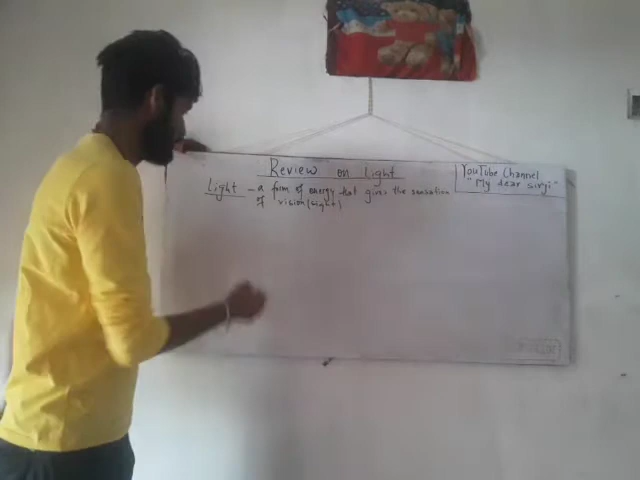 Review on Light
YouTube Channel
"My dear sirji"
Light - a form of energy that gives the sensation
of vision (sight)